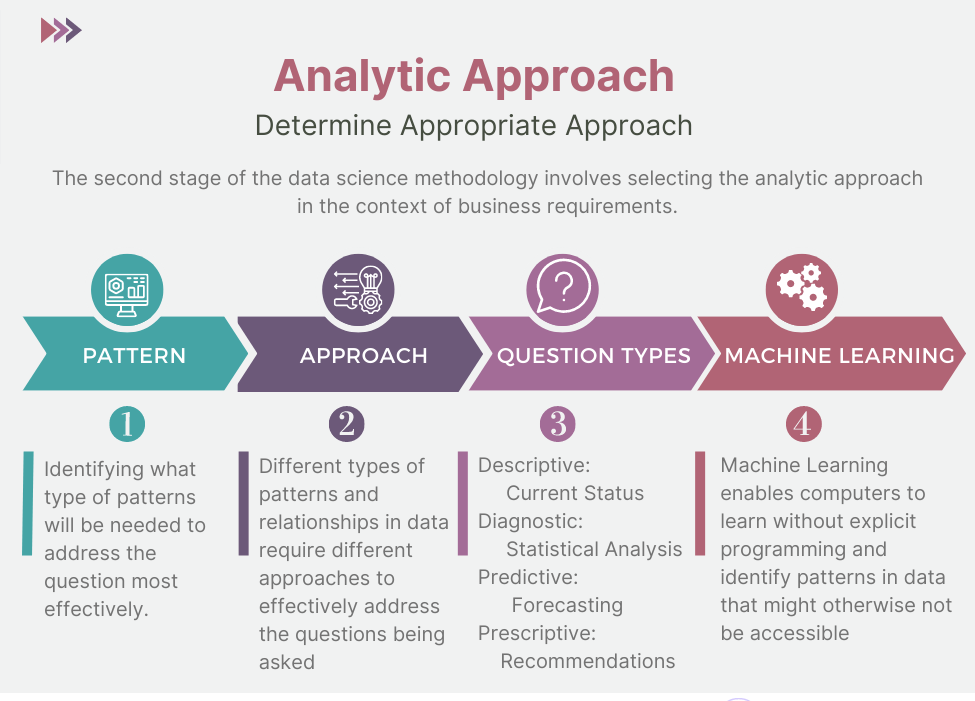 Analytic Approach
Determine Appropriate Approach
The second stage of the data science methodology involves selecting the analytic approach
in the context of business requirements.
PATTERN
APPROACH
QUESTION TYPES
MACHINE LEARNING
1
Identifying what
type of patterns
will be needed to
address the
question most
effectively.
2
Different types of
patterns and
relationships in data
require different
approaches to
effectively address
the questions being
asked
3
Descriptive:
Current Status
Diagnostic:
Statistical Analysis
Predictive:
Forecasting
Prescriptive:
Recommendations
4
Machine Learning
enables computers to
learn without explicit
programming and
identify patterns in data
that might otherwise not
be accessible